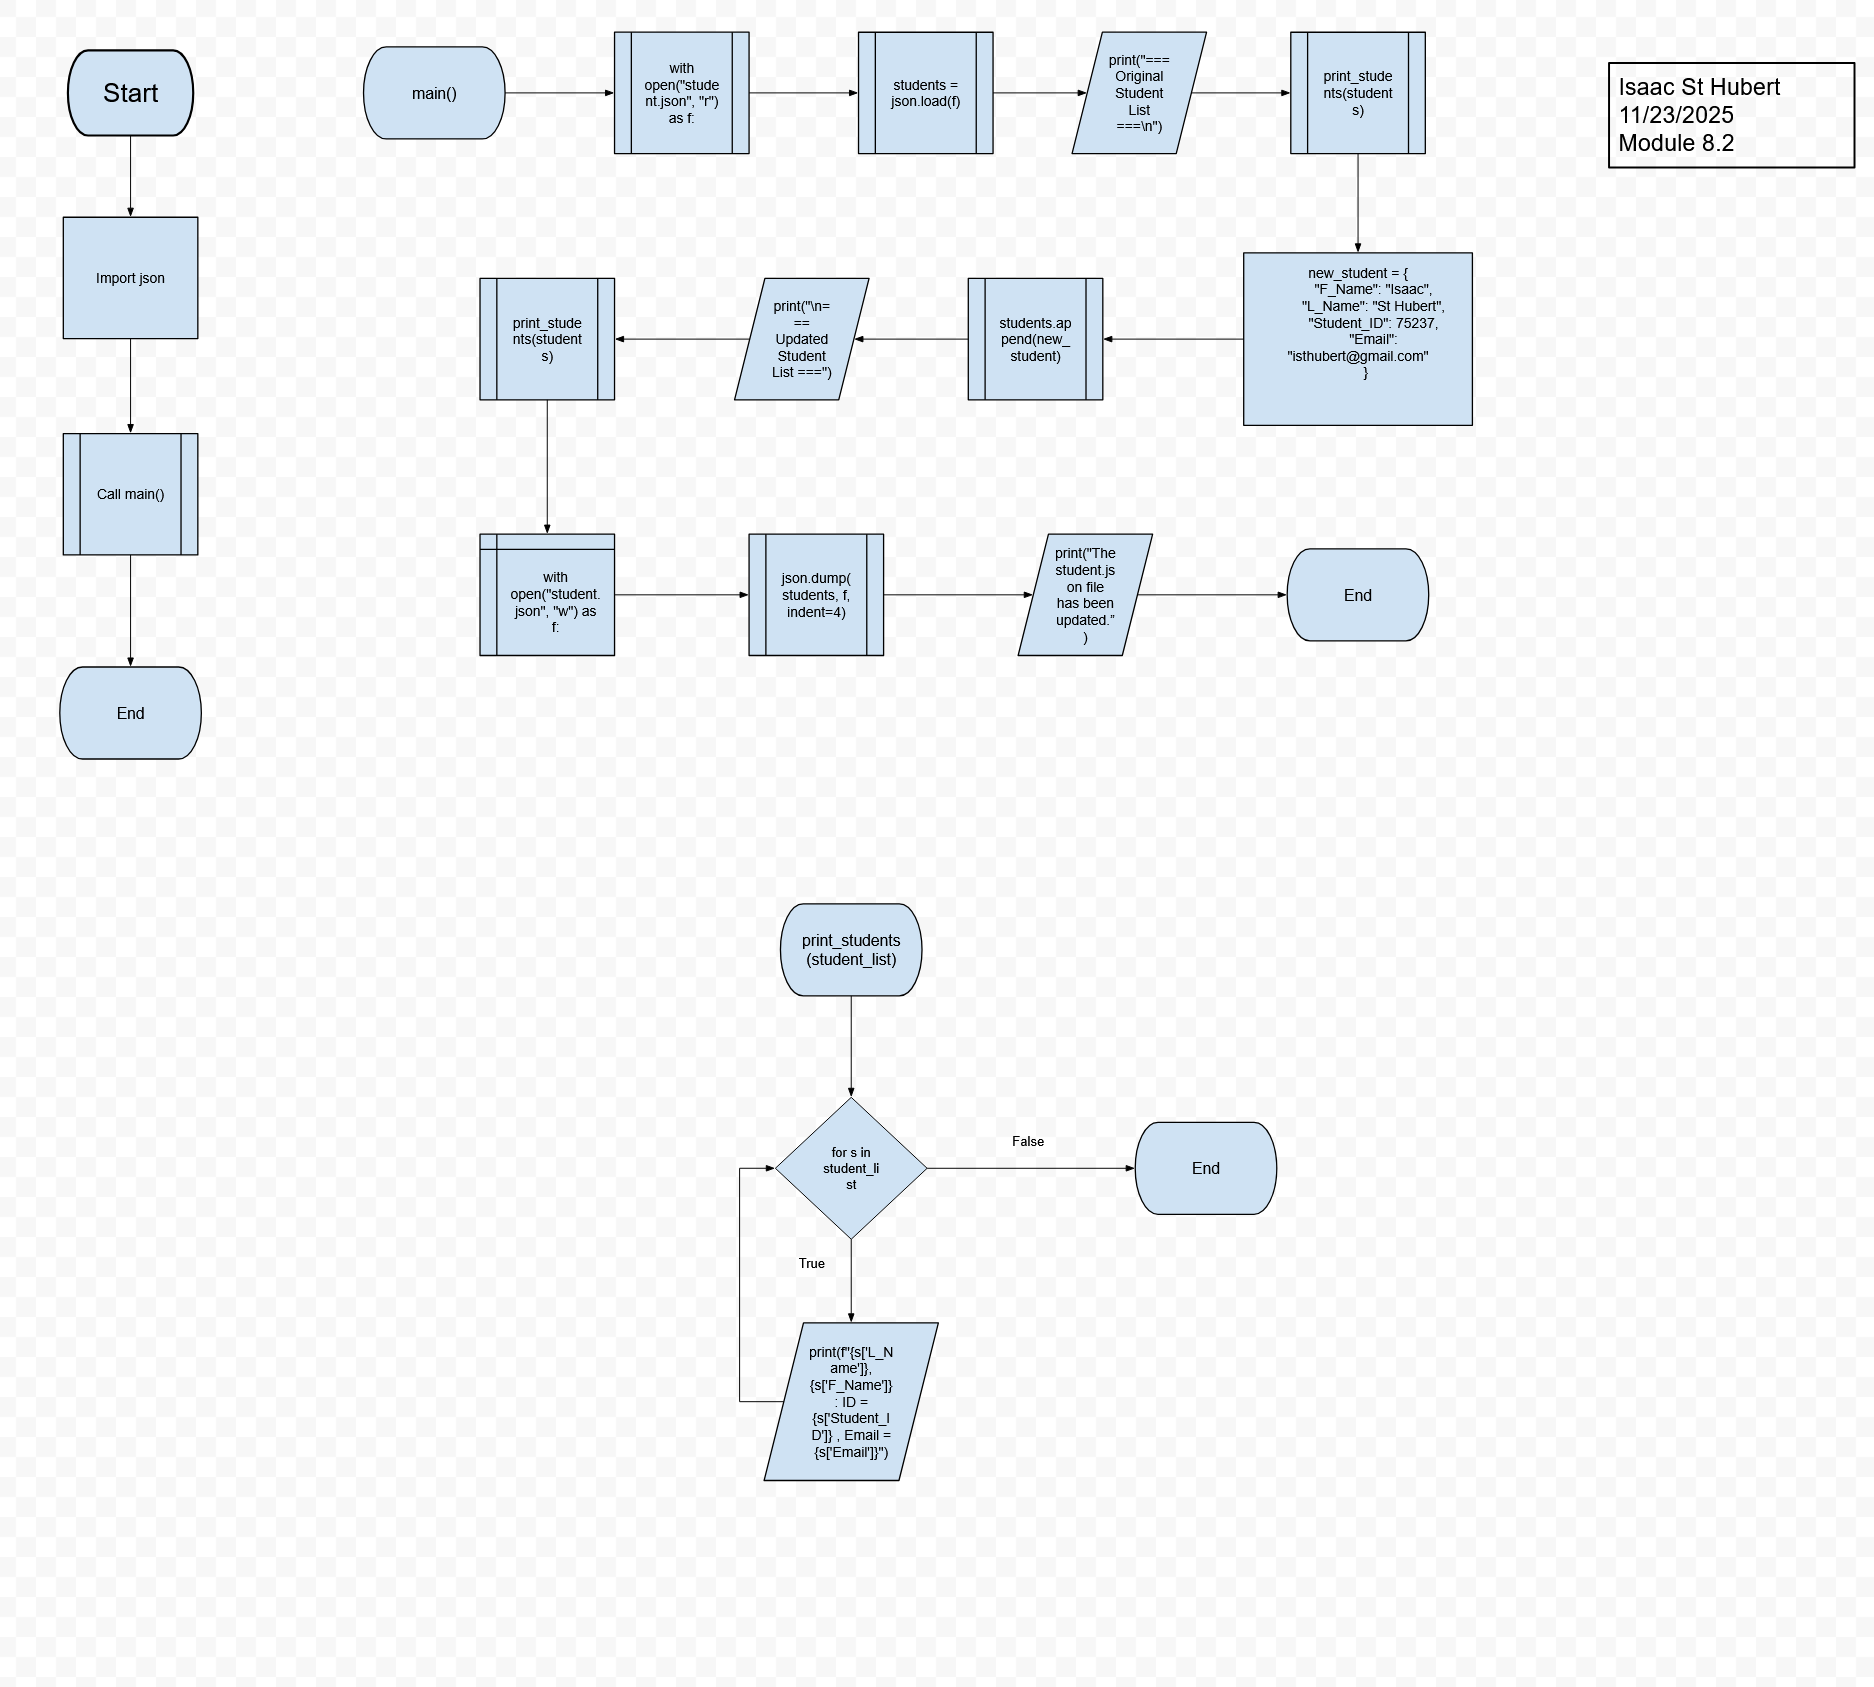 Start
Import json
Call main()
End
main()
with
open("stude
nt.json", "r")
as f:
students =
json.load(f)
print("===
Original
Student
List
===\n")
print_stude
nts(student
s)
new_student = {
"F_Name": "Isaac",
"L_Name": "St Hubert",
"Student_ID": 75237,
"Email":
"isthubert@gmail.com"
}
students.ap
pend(new_
student)
print("\n=
==
Updated
Student
List ===")
print_stude
nts(student
s)
with
open("student.
json", "w") as
f:
json.dump(
students, f,
indent=4)
print("The
student.js
on file
has been
updated.”
)
End
Isaac St Hubert
11/23/2025
Module 8.2
print_students
(student_list)
for s in
student_li
st
False
End
True
print(f"{s['L_N
ame']},
{s['F_Name']}
: ID =
{s['Student_I
D']} , Email =
{s['Email']}")